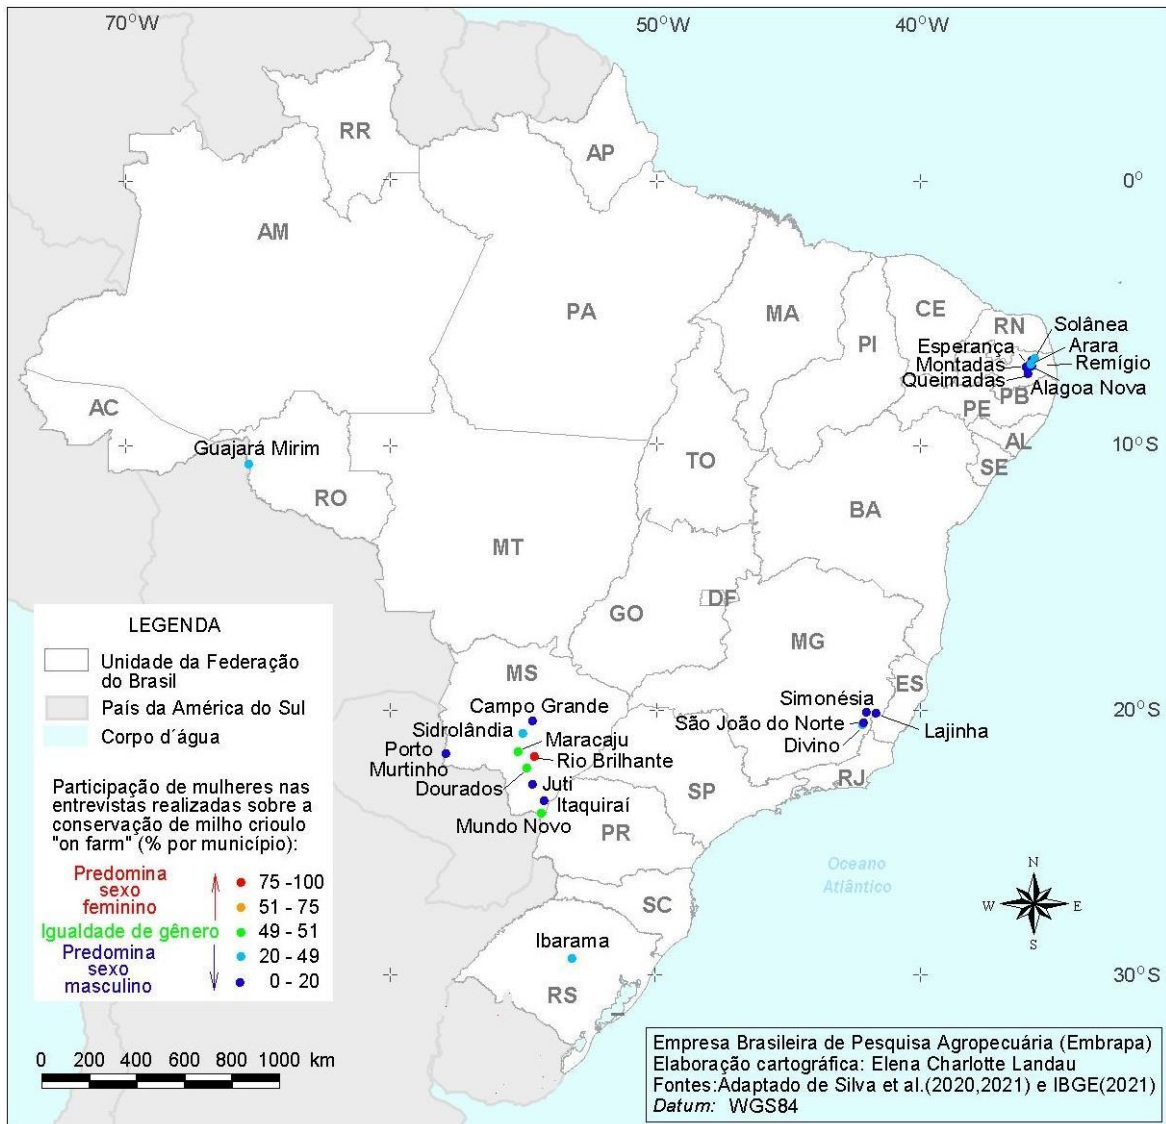 70°W
50°W
40°W
RR
AP
0°
AM
PA
MA
CE
RN
PI
Solânea
Esperança
Arara
Montadas
Remígio
Queimadas
Alagoa Nova
PB
PE
AC
AL
10°S
Guajará Mirim
TO
SE
RO
BA
MT
DF
GO
MG
MS
ES
Simonésia
Campo Grande
20°S
São João do Norte
Lajinha
Sidrolândia
Maracaju
Divino
Porto
Murtinho
Rio Brilhante
RJ
Dourados
Juti
SP
Itaquiraí
Mundo Novo
PR
Oceano
Atlântico
SC
Ibarama
RS
30°S
N
W
E
S
LEGENDA
Unidade da Federação
do Brasil
País da América do Sul
Corpo d´água
Participação de mulheres nas
entrevistas realizadas sobre a
conservação de milho crioulo
"on farm" (% por município):
Predomina
sexo
feminino
75 -100
51 - 75
Igualdade de gênero
49 - 51
Predomina
sexo
masculino
20 - 49
0 - 20
0 200 400 600 800 1000 km
Empresa Brasileira de Pesquisa Agropecuária (Embrapa)
Elaboração cartográfica: Elena Charlotte Landau
Fontes:Adaptado de Silva et al.(2020,2021) e IBGE(2021)
Datum: WGS84